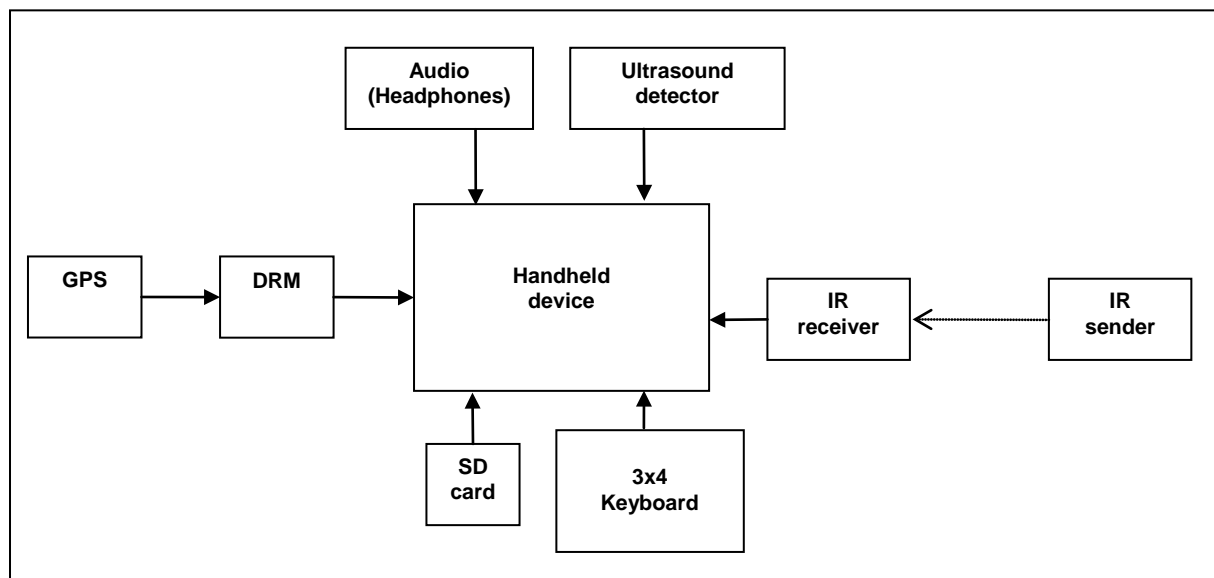 Audio
(Headphones)
Ultrasound
detector
GPS
DRM
Handheld
device
IR
receiver
IR
sender
SD
card
3x4
Keyboard